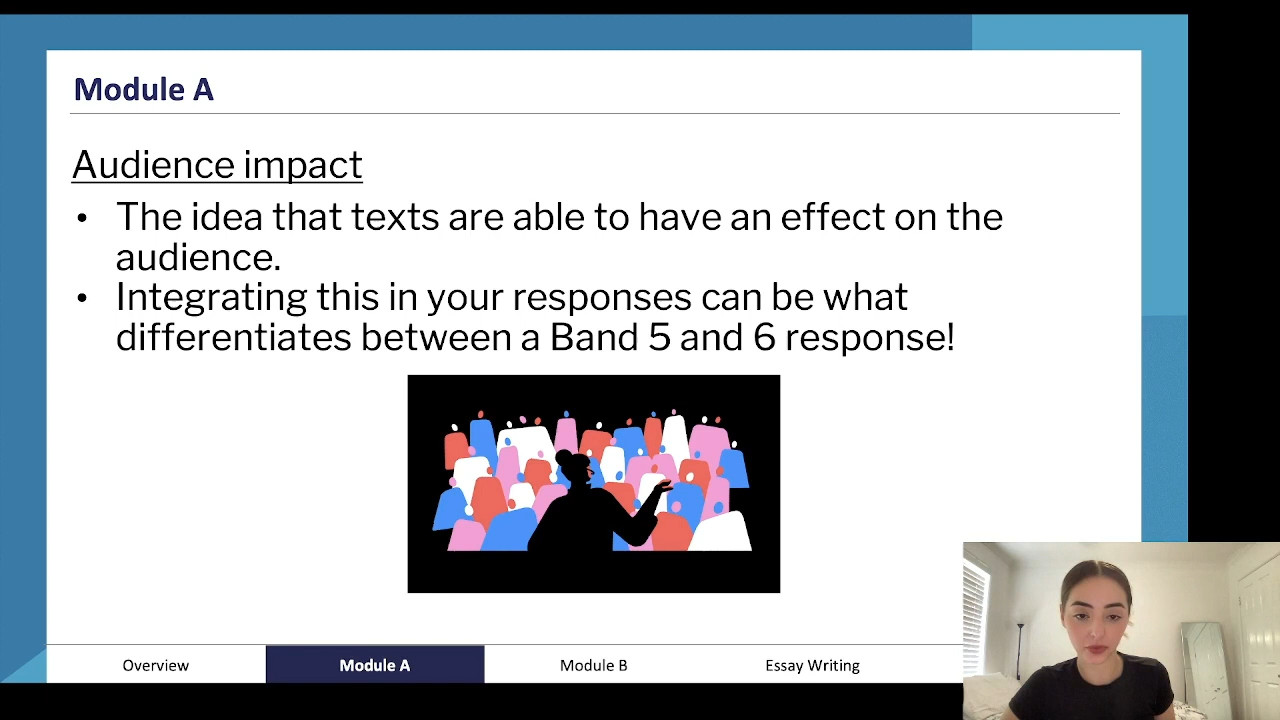 Module A
Audience impact
• The idea that texts are able to have an effect on the
audience.
• Integrating this in your responses can be what
differentiates between a Band 5 and 6 response!
Overview Module A Module B Essay Writing